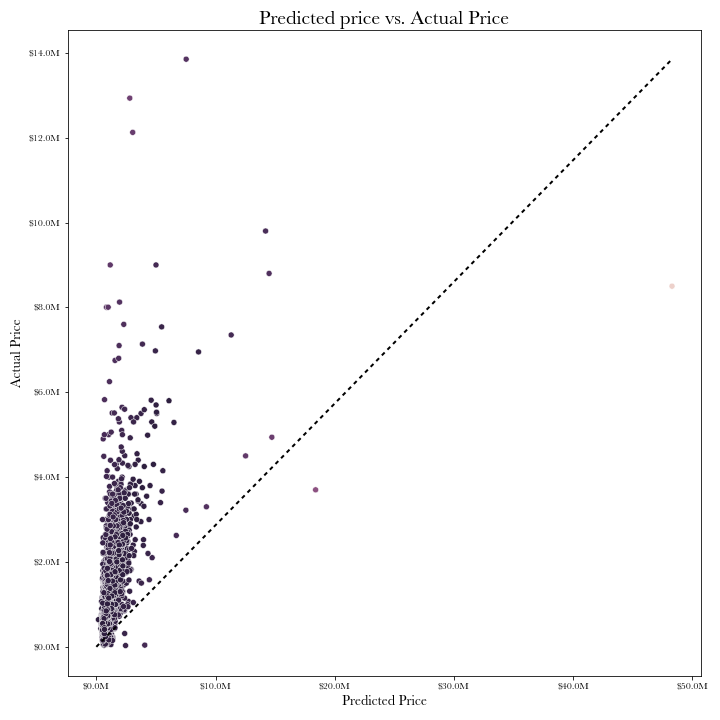 Predicted price vs. Actual Price
$14.0M
$12.0M
$10.0M
$8.0M
$6.0M
$4.0M
$2.0M
$0.0M
Actual Price
$0.0M $10.0M $20.0M $30.0M $40.0M $50.0M
Predicted Price